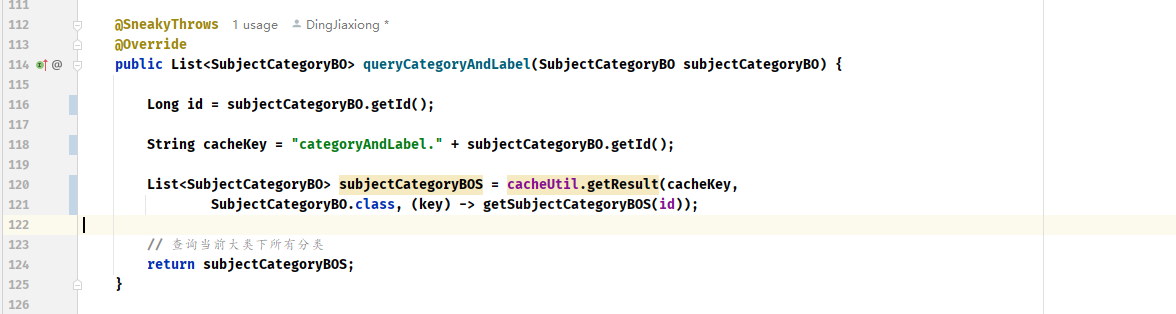 111
112 @SneakyThrows 1 usage DingJiaxiong *
113 @Override
114 @ public List<SubjectCategoryBO> queryCategoryAndLabel(SubjectCategoryBO subjectCategoryBO) {
115
116 Long id = subjectCategoryBO.getId();
117
118 String cacheKey = "categoryAndLabel." + subjectCategoryBO.getId();
119
120 List<SubjectCategoryBO> subjectCategoryBOS = cacheUtil.getResult(cacheKey,
121 SubjectCategoryBO.class, (key) -> getSubjectCategoryBOS(id));
122
123 // 查询当前大类下所有分类
124 return subjectCategoryBOS;
125 }
126